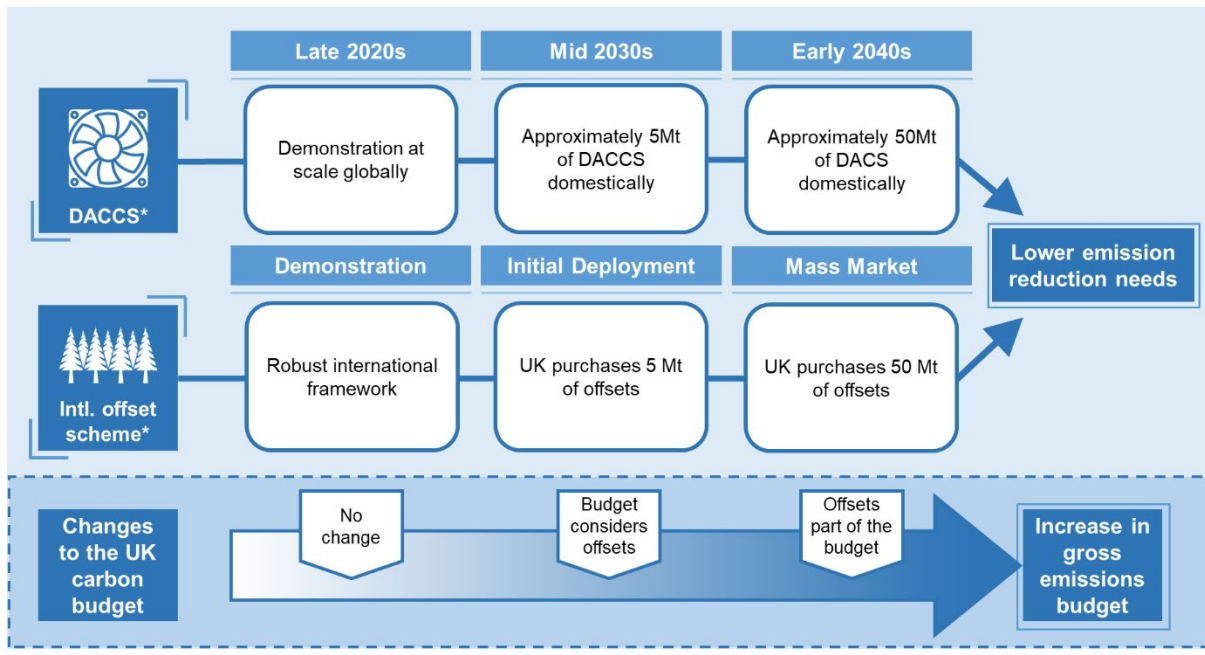 Late 2020s
Mid 2030s
Early 2040s
DACCS*
Demonstration at
scale globally
Approximately 5Mt
of DACCS
domestically
Approximately 50Mt
of DACS
domestically
Demonstration
Initial Deployment
Mass Market
Lower emission
reduction needs
Intl. offset
scheme*
Robust international
framework
UK purchases 5 Mt
of offsets
UK purchases 50 Mt
of offsets
Changes
to the UK
carbon
budget
No
change
Budget
considers
offsets
Offsets
part of the
budget
Increase in
gross
emissions
budget